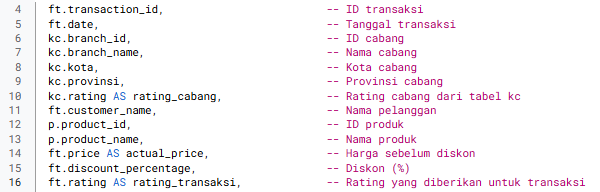 4 ft.transaction_id, -- ID transaksi
5 ft.date, -- Tanggal transaksi
6 kc.branch_id, -- ID cabang
7 kc.branch_name, -- Nama cabang
8 kc.kota, -- Kota cabang
9 kc.provinsi, -- Provinsi cabang
10 kc.rating AS rating_cabang, -- Rating cabang dari tabel kc
11 ft.customer_name, -- Nama pelanggan
12 p.product_id, -- ID produk
13 p.product_name, -- Nama produk
14 ft.price AS actual_price, -- Harga sebelum diskon
15 ft.discount_percentage, -- Diskon (%)
16 ft.rating AS rating_transaksi, -- Rating yang diberikan untuk transaksi